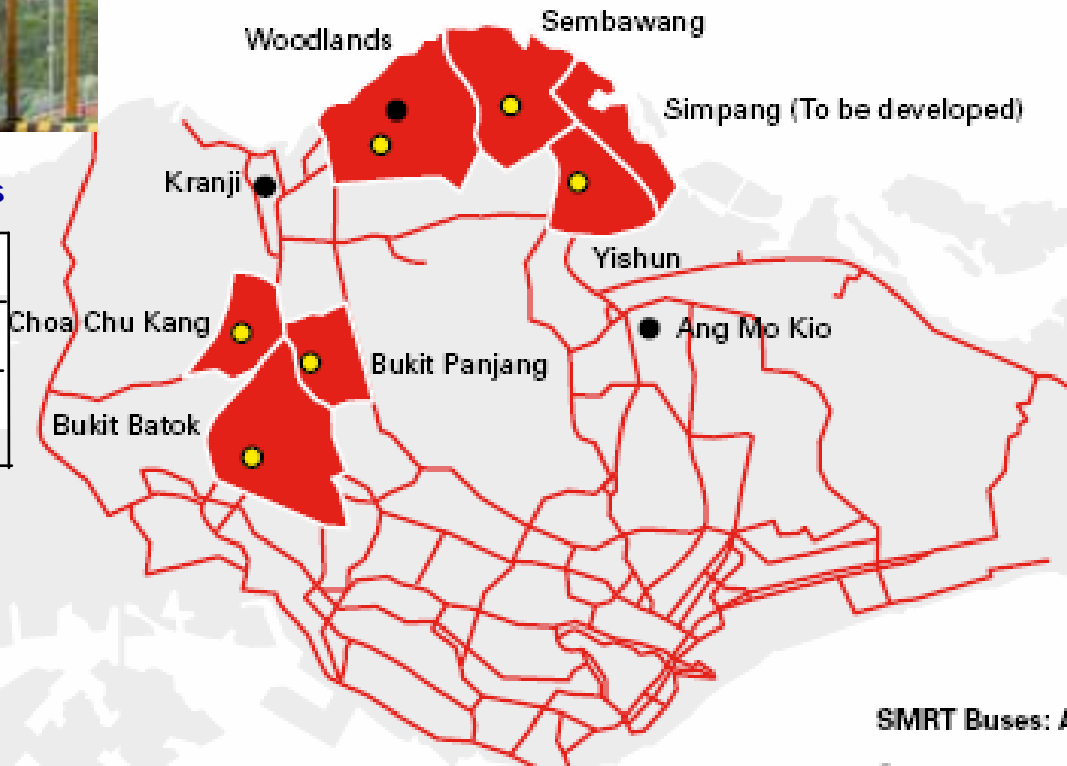 Sembawang
Woodlands
Simpang (To be developed)
Kranji
s
Yishun
Choa Chu Kang
Ang Mo Kio
Bukit Panjang
Bukit Batok
SMRT Buses: A